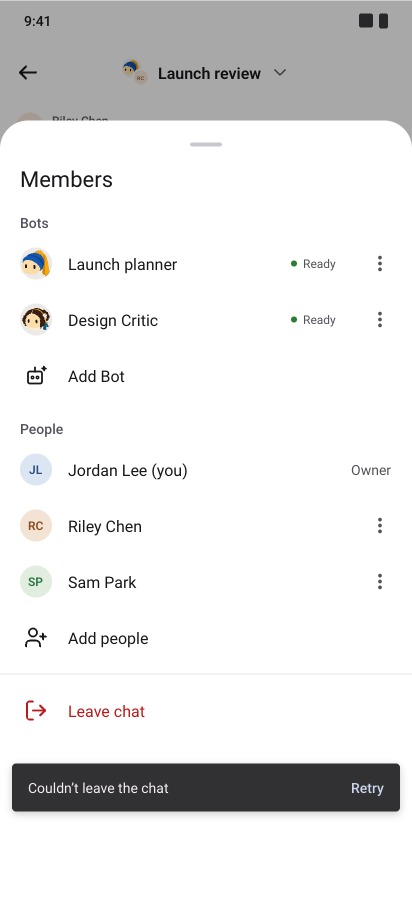 9:41
RC Launch review
Riley Chen
Members
Bots
Launch planner Ready
Design Critic Ready
Add Bot
People
JL Jordan Lee (you) Owner
RC Riley Chen
SP Sam Park
Add people
Leave chat
Couldn’t leave the chat Retry